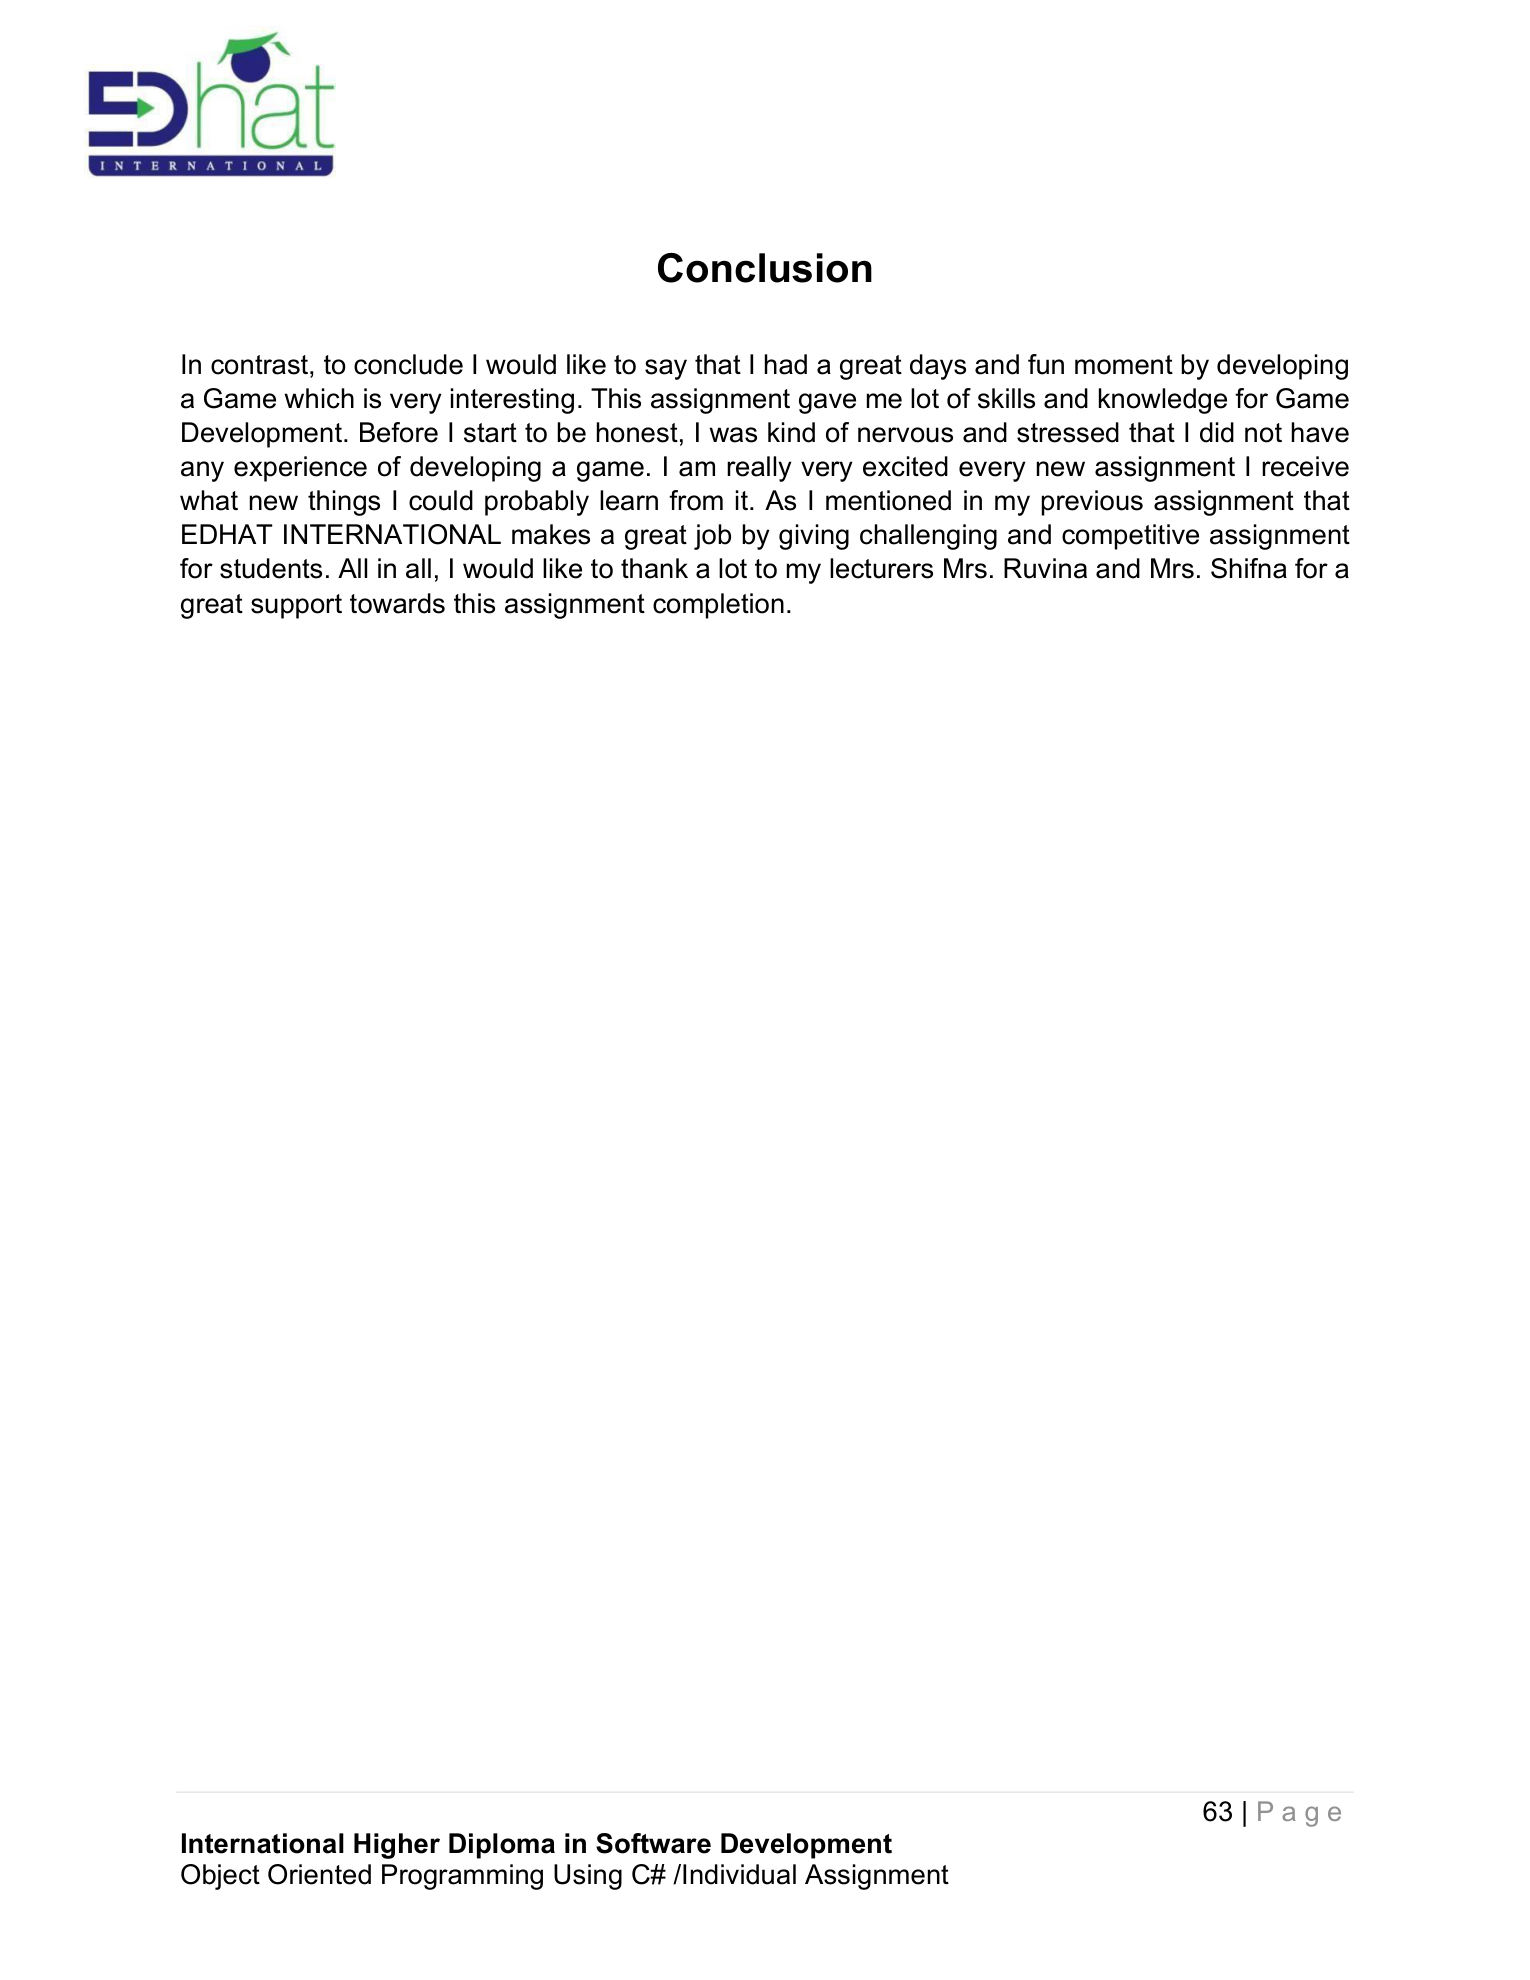 EDhat
INTERNATIONAL
Conclusion
In contrast, to conclude I would like to say that I had a great days and fun moment by developing
a Game which is very interesting. This assignment gave me lot of skills and knowledge for Game
Development. Before I start to be honest, I was kind of nervous and stressed that I did not have
any experience of developing a game. I am really very excited every new assignment I receive
what new things I could probably learn from it. As I mentioned in my previous assignment that
EDHAT INTERNATIONAL makes a great job by giving challenging and competitive assignment
for students. All in all, I would like to thank a lot to my lecturers Mrs. Ruvina and Mrs. Shifna for a
great support towards this assignment completion.
63 | P a g e
International Higher Diploma in Software Development
Object Oriented Programming Using C# /Individual Assignment